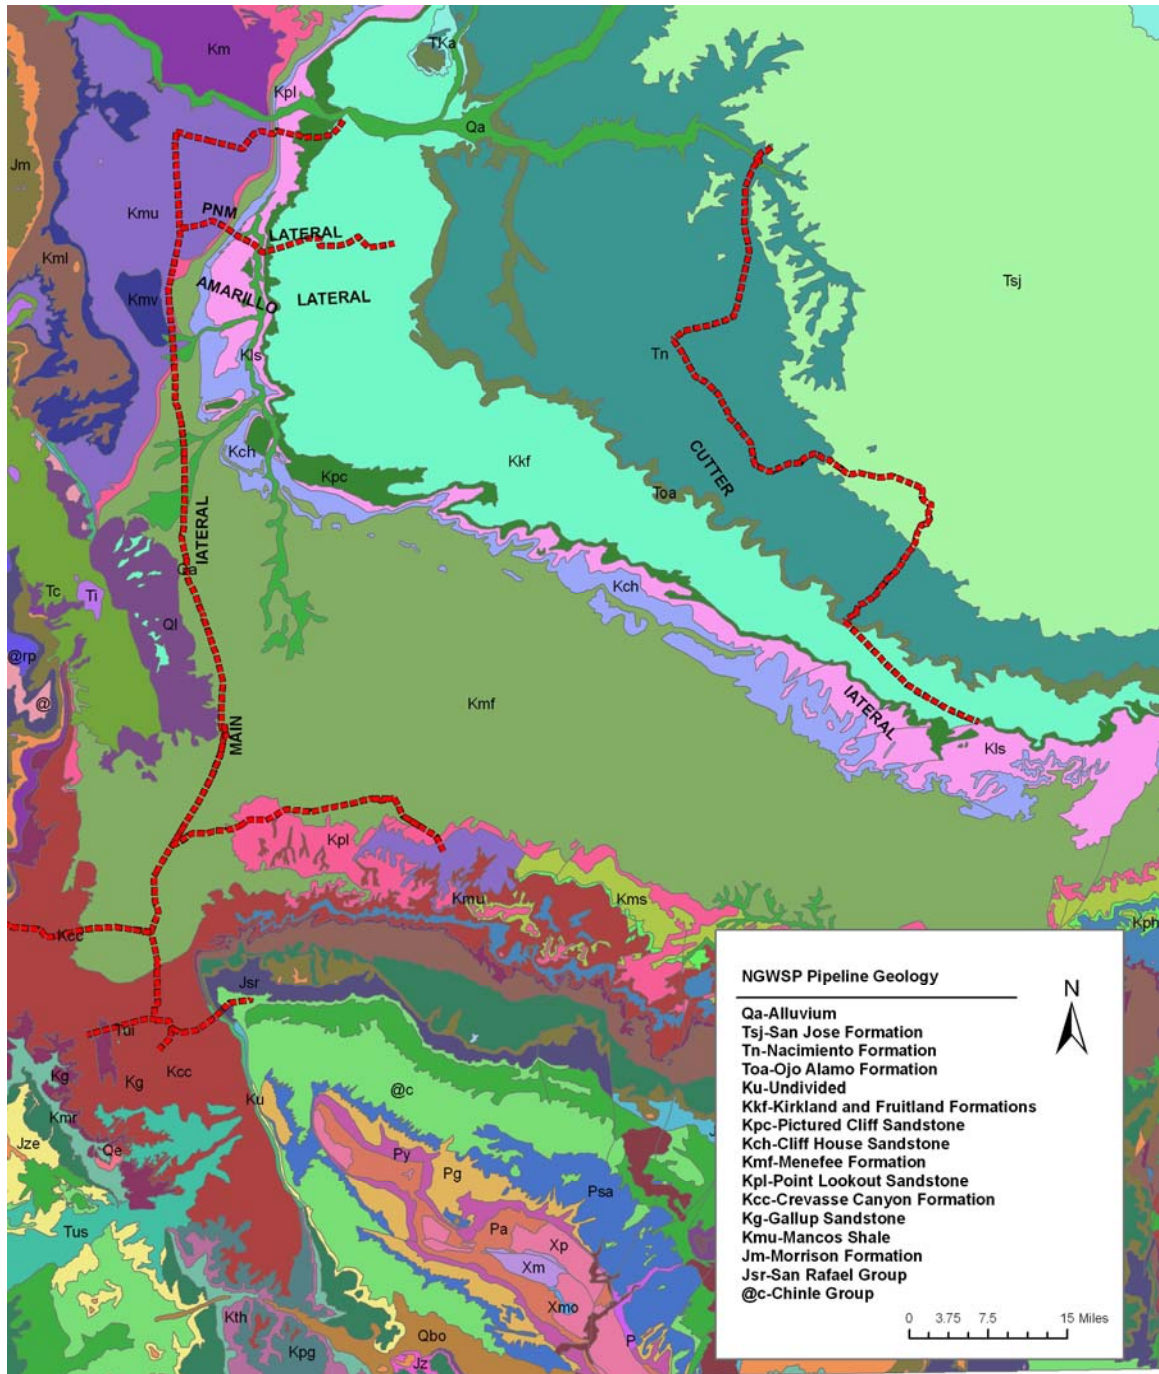 Km
TKa
Kpl
Qa
Jm
Kmu
PNM
LATERAL
Kml
Kmv
AMARILLO
LATERAL
Tsj
Kls
Tn
Kch
Kpc
Kkf
Toa
CUTTER
lATERAL
Qa
Tc
Ti
Ql
Kch
@rp
@
Kmf
lATERAL
MAIN
Kls
Kpl
Kmu
Kms
Kcc
Kph
Jsr
Tui
Kg
Kg
Kcc
Ku
@c
Kmr
Jze
Qe
Py
Pg
Psa
Tus
Pa
Xp
Xm
Xmo
Kth
Kpg
Qbo
Jz
P
J
NGWSP Pipeline Geology
N
Qa-Alluvium
Tsj-San Jose Formation
Tn-Nacimiento Formation
Toa-Ojo Alamo Formation
Ku-Undivided
Kkf-Kirkland and Fruitland Formations
Kpc-Pictured Cliff Sandstone
Kch-Cliff House Sandstone
Kmf-Menefee Formation
Kpl-Point Lookout Sandstone
Kcc-Crevasse Canyon Formation
Kg-Gallup Sandstone
Kmu-Mancos Shale
Jm-Morrison Formation
Jsr-San Rafael Group
@c-Chinle Group
0 3.75 7.5 15 Miles